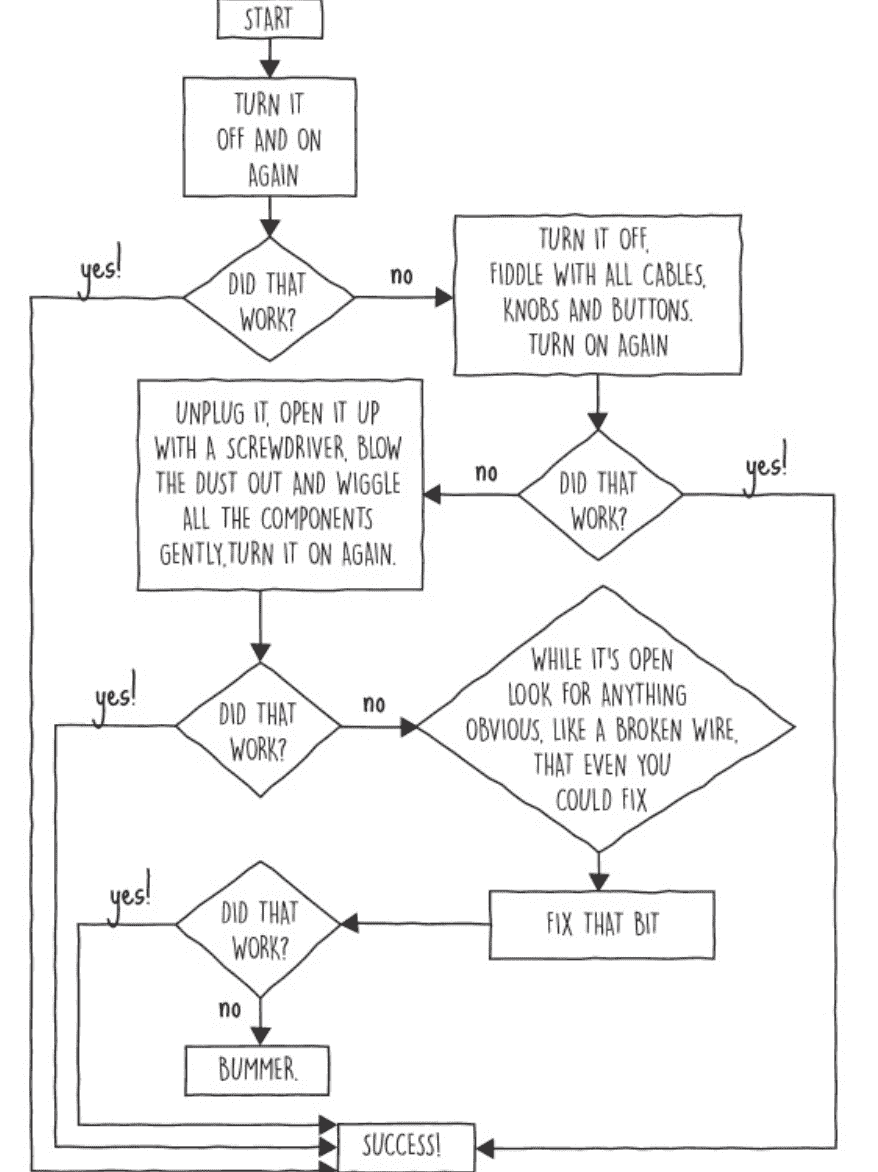 START
TURN IT
OFF AND ON
AGAIN
yes!
DID THAT
WORK?
no
TURN IT OFF,
FIDDLE WITH ALL CABLES,
KNOBS AND BUTTONS.
TURN ON AGAIN
DID THAT
WORK?
yes!
no
UNPLUG IT, OPEN IT UP
WITH A SCREWDRIVER, BLOW
THE DUST OUT AND WIGGLE
ALL THE COMPONENTS
GENTLY,TURN IT ON AGAIN.
yes!
DID THAT
WORK?
no
WHILE IT'S OPEN
LOOK FOR ANYTHING
OBVIOUS, LIKE A BROKEN WIRE,
THAT EVEN YOU
COULD FIX
FIX THAT BIT
yes!
DID THAT
WORK?
no
BUMMER.
SUCCESS!